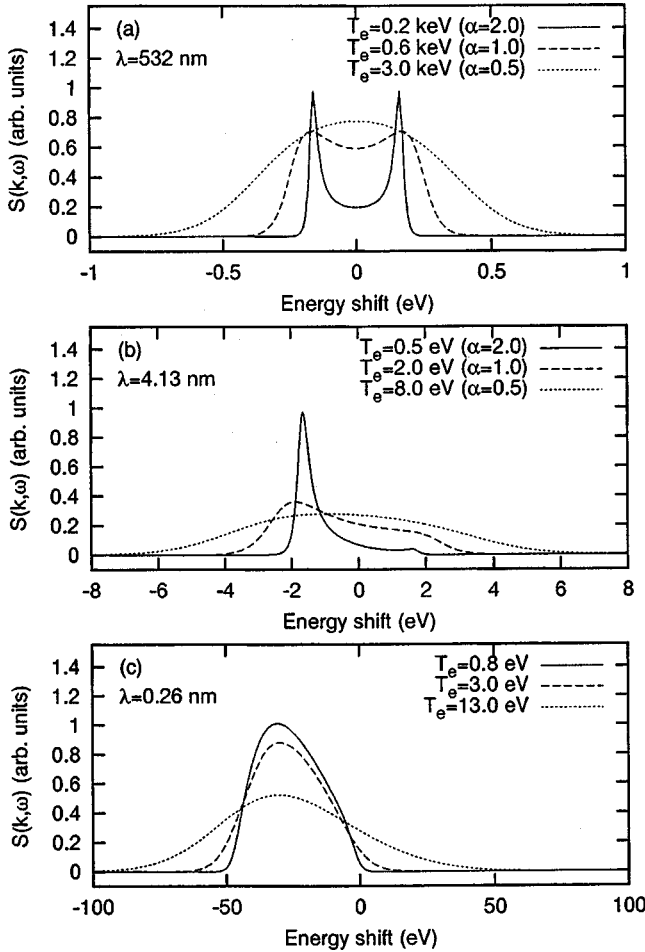 (a)
λ=532 nm
T_e=0.2 keV (α=2.0)
T_e=0.6 keV (α=1.0)
T_e=3.0 keV (α=0.5)
S(k,ω) (arb. units)
1.4
1.2
1
0.8
0.6
0.4
0.2
0
-1 -0.5 0 0.5 1
Energy shift (eV)
(b)
λ=4.13 nm
T_e=0.5 eV (α=2.0)
T_e=2.0 eV (α=1.0)
T_e=8.0 eV (α=0.5)
S(k,ω) (arb. units)
1.4
1.2
1
0.8
0.6
0.4
0.2
0
-8 -6 -4 -2 0 2 4 6 8
Energy shift (eV)
(c)
λ=0.26 nm
T_e=0.8 eV
T_e=3.0 eV
T_e=13.0 eV
S(k,ω) (arb. units)
1.4
1.2
1
0.8
0.6
0.4
0.2
0
-100 -50 0 50 100
Energy shift (eV)